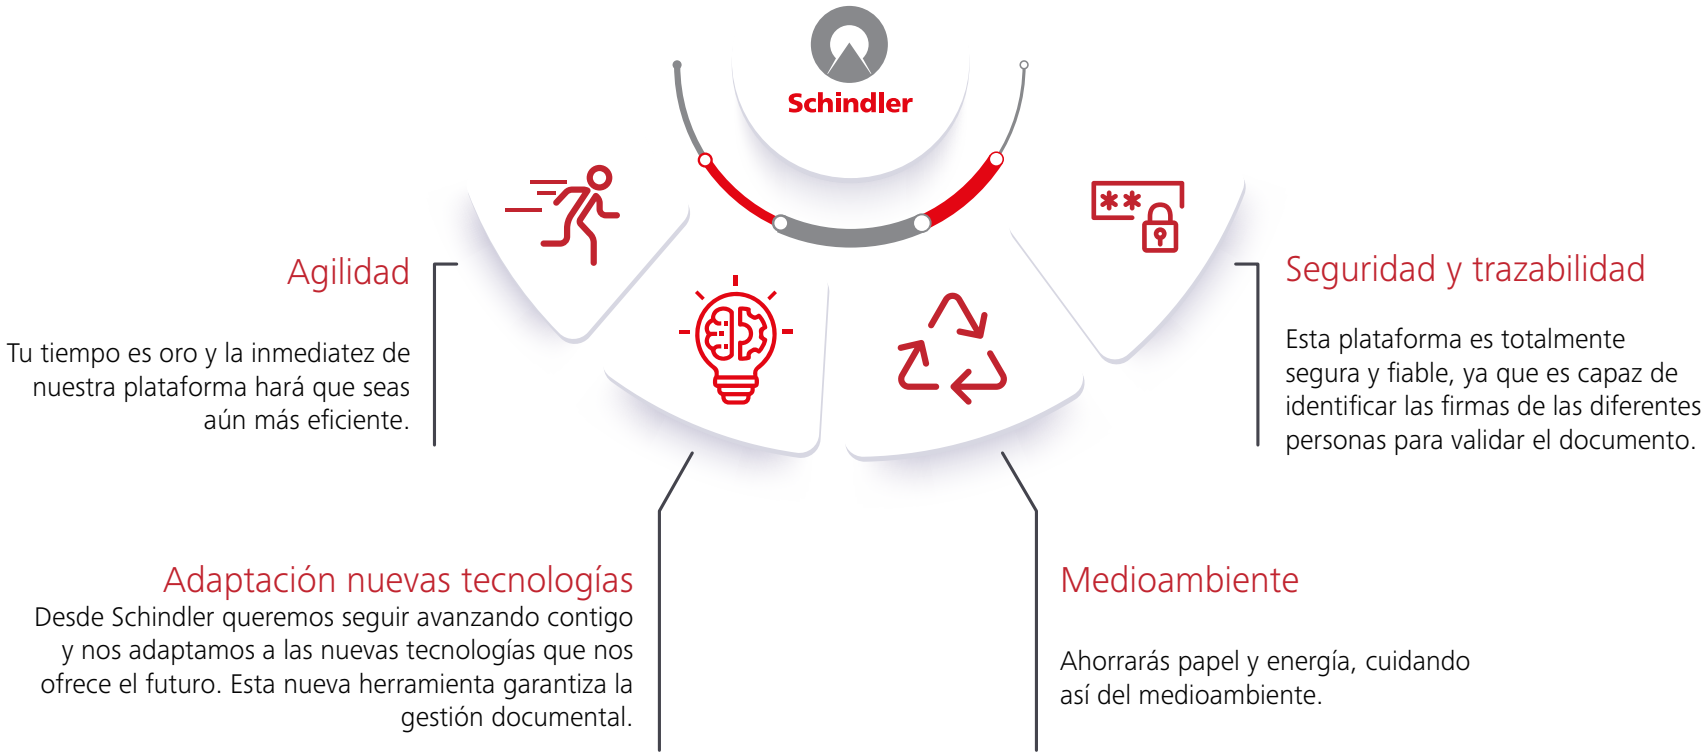 Schindler
Agilidad
Tu tiempo es oro y la inmediatez de
nuestra plataforma hará que seas
aún más eficiente.
Adaptación nuevas tecnologías
Desde Schindler queremos seguir avanzando contigo
y nos adaptamos a las nuevas tecnologías que nos
ofrece el futuro. Esta nueva herramienta garantiza la
gestión documental.
Medioambiente
Ahorrarás papel y energía, cuidando
así del medioambiente.
Seguridad y trazabilidad
Esta plataforma es totalmente
segura y fiable, ya que es capaz de
identificar las firmas de las diferentes
personas para validar el documento.